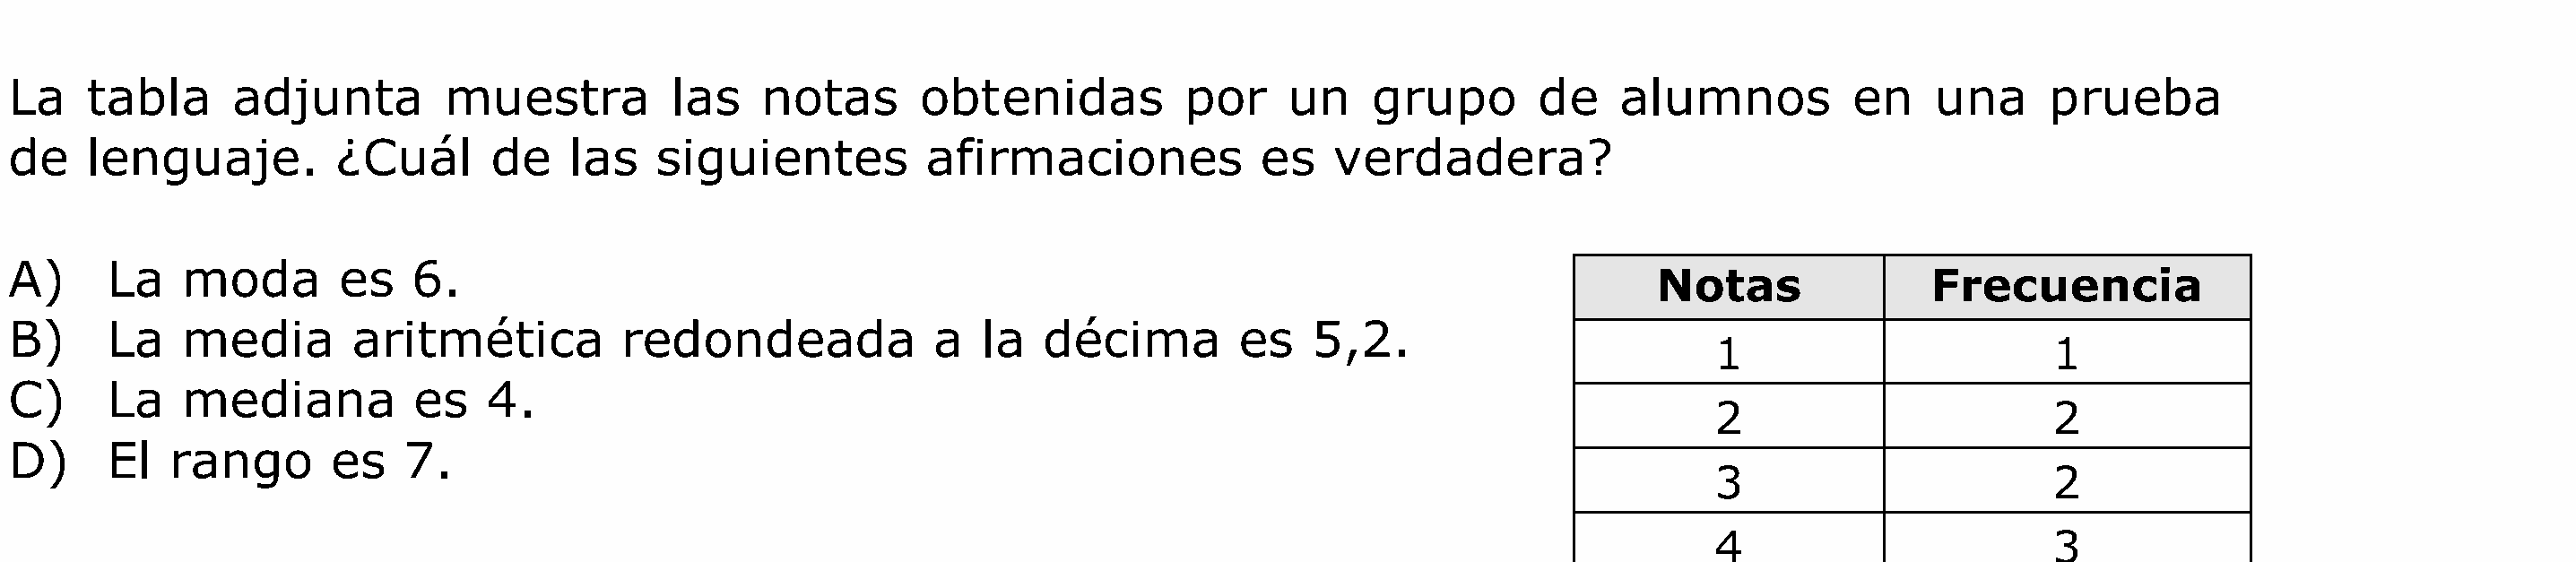 La tabla adjunta muestra las notas obtenidas por un grupo de alumnos en una prueba
de lenguaje. ¿Cuál de las siguientes afirmaciones es verdadera?
A) La moda es 6.
B) La media aritmética redondeada a la décima es 5,2.
C) La mediana es 4.
D) El rango es 7.
Notas Frecuencia
1 1
2 2
3 2
4 3